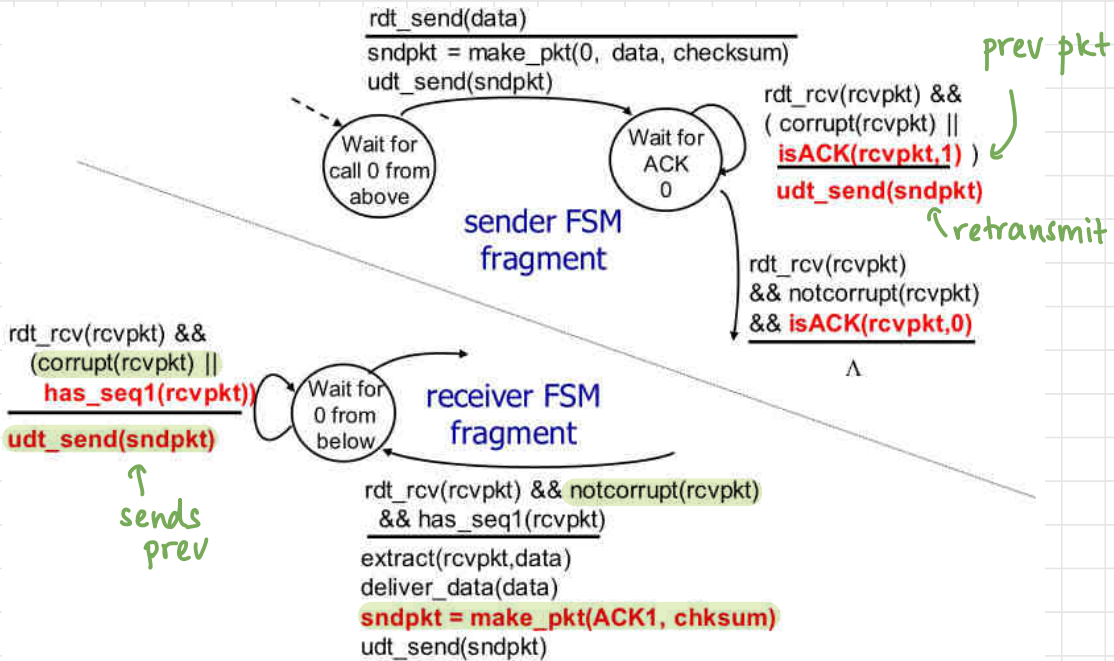 rdt_send(data)
sndpkt = make_pkt(0, data, checksum)
udt_send(sndpkt)
prev pkt
rdt_rcv(rcvpkt) &&
( corrupt(rcvpkt) ||
isACK(rcvpkt,1) )
udt_send(sndpkt)
retransmit
Wait for
call 0 from
above
Wait for
ACK
0
sender FSM
fragment
rdt_rcv(rcvpkt)
&& notcorrupt(rcvpkt)
&& isACK(rcvpkt,0)
Λ
rdt_rcv(rcvpkt) &&
(corrupt(rcvpkt) ||
has_seq1(rcvpkt))
udt_send(sndpkt)
sends
prev
Wait for
0 from
below
receiver FSM
fragment
rdt_rcv(rcvpkt) && notcorrupt(rcvpkt)
&& has_seq1(rcvpkt)
extract(rcvpkt,data)
deliver_data(data)
sndpkt = make_pkt(ACK1, chksum)
udt_send(sndpkt)